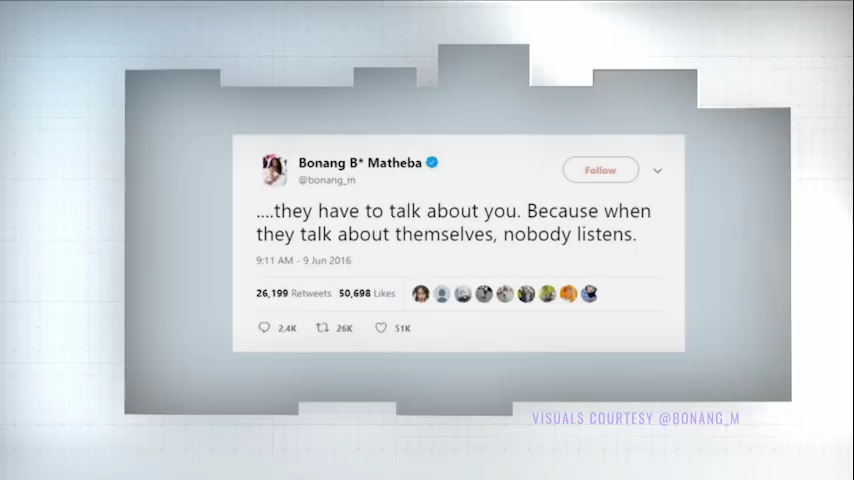 Bonang B* Matheba
@bonang_m
Follow
....they have to talk about you. Because when
they talk about themselves, nobody listens.
9:11 AM - 9 Jun 2016
26,199 Retweets 50,698 Likes
2.4K 26K 51K
VISUALS COURTESY @BONANG_M